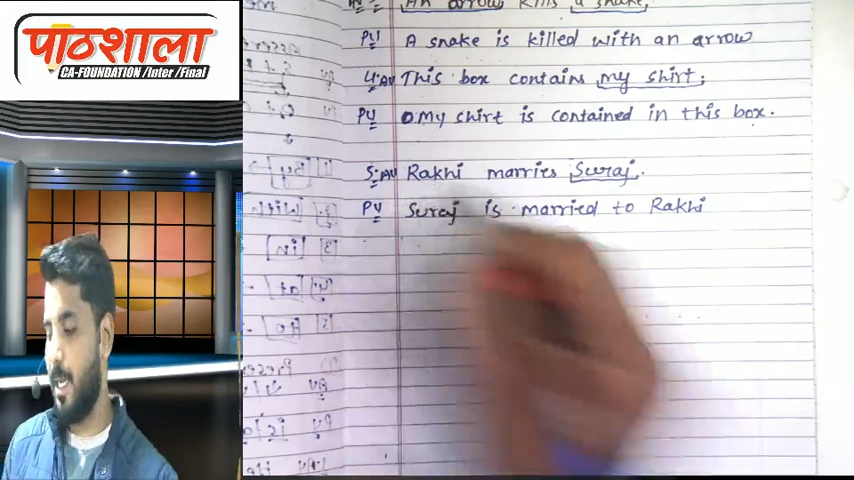 पाठशाला
CA-FOUNDATION /Inter /Final
An arrow kills a snake.
PV A snake is killed with an arrow
4. AV This box contains my shirt.
PV My shirt is contained in this box.
5. AV Rakhi marries Suraj.
PV Suraj is married to Rakhi